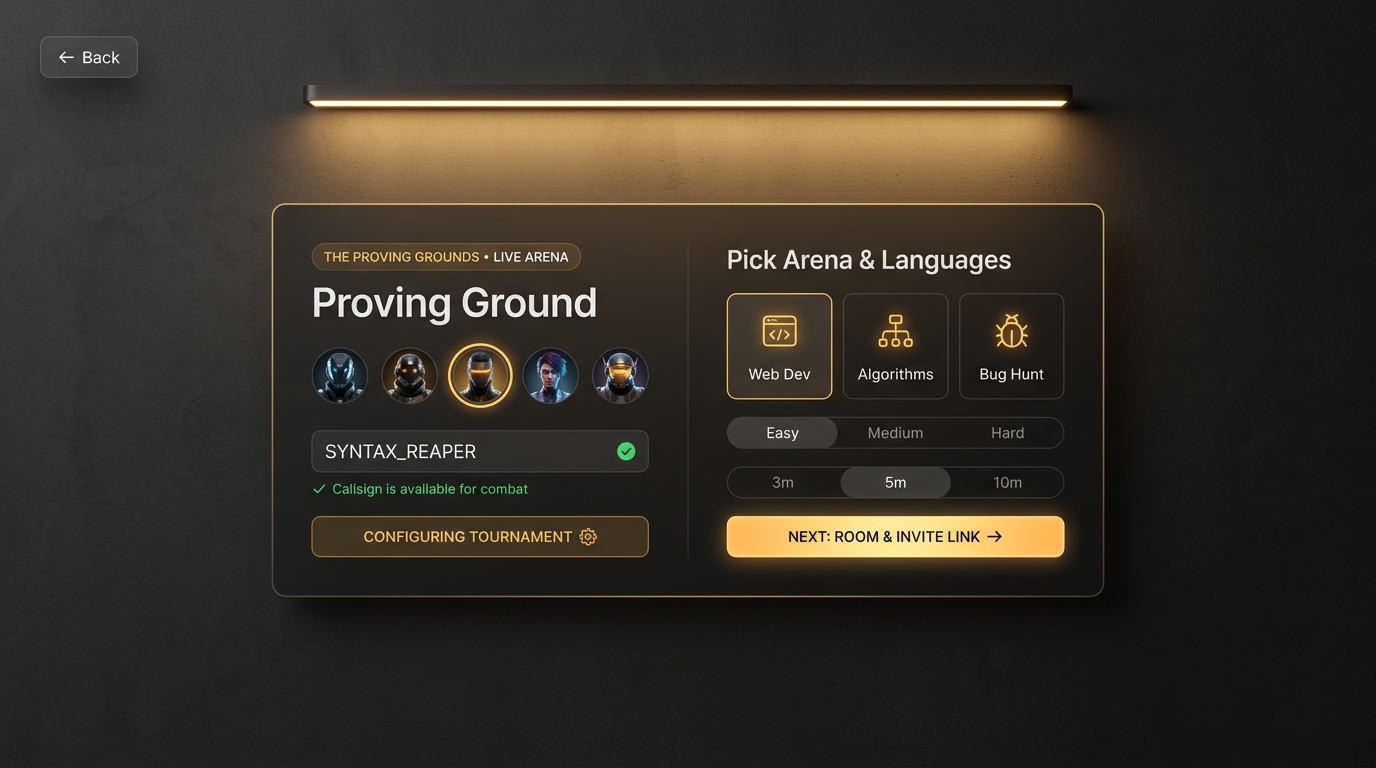 ← Back
THE PROVING GROUNDS • LIVE ARENA
Proving Ground
SYNTAX_REAPER
✓ Callsign is available for combat
CONFIGURING TOURNAMENT
Pick Arena & Languages
Web Dev
Algorithms
Bug Hunt
Easy Medium Hard
3m 5m 10m
NEXT: ROOM & INVITE LINK →